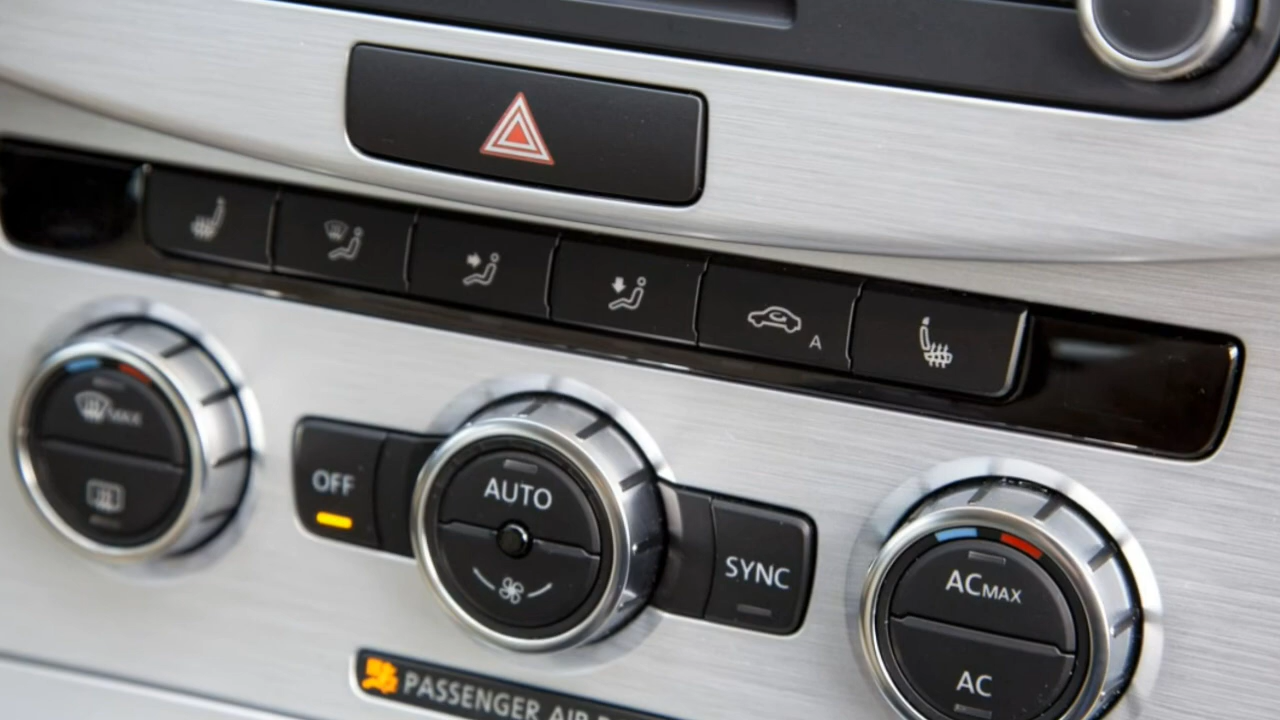 A
MAX
OFF
AUTO
SYNC
ACMAX
AC
PASSENGER AIR